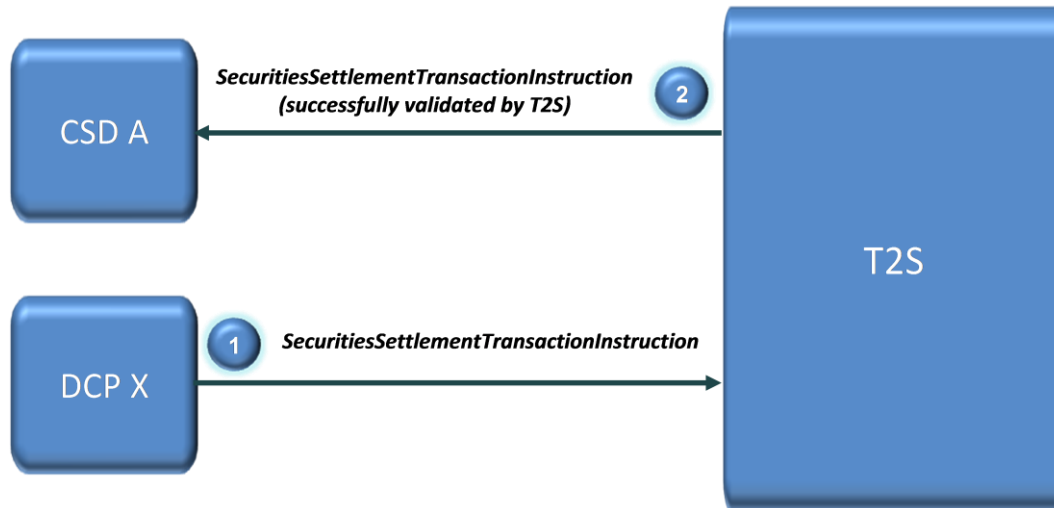 CSD A
SecuritiesSettlementTransactionInstruction
(successfully validated by T2S)
2
T2S
DCP X
1
SecuritiesSettlementTransactionInstruction